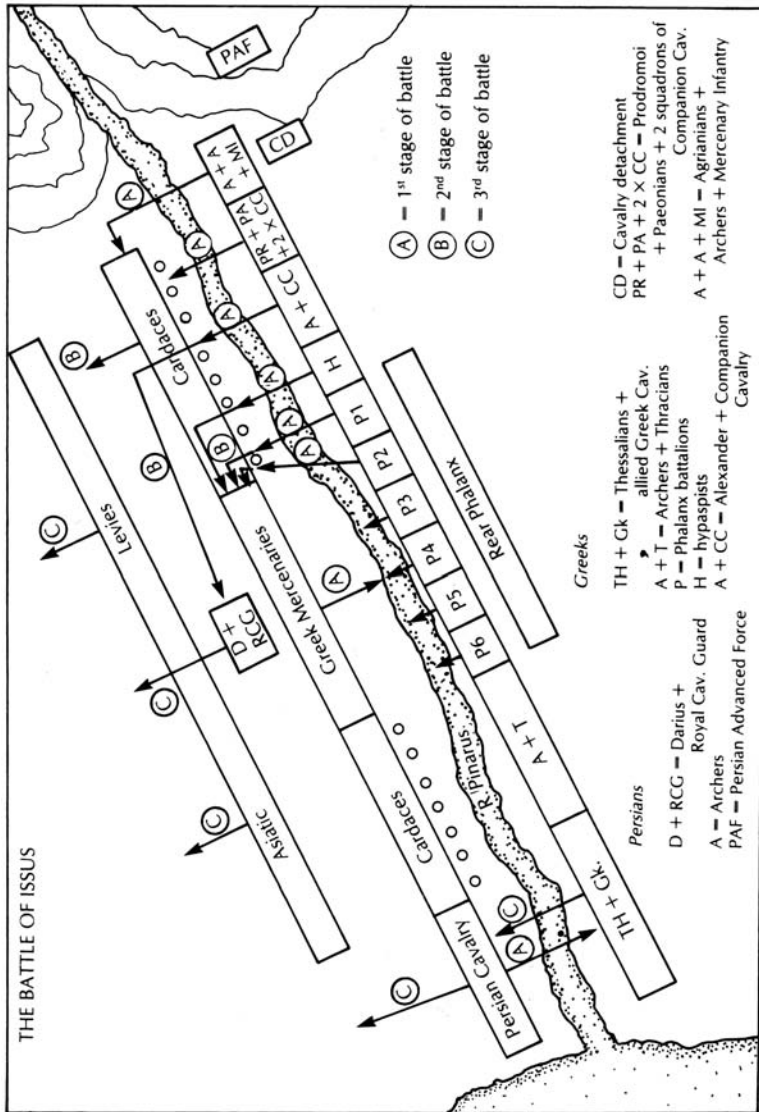 THE BATTLE OF ISSUS
PAF
CD
A + A
+ MI
PR + PA
+ 2 × CC
A + CC
H
P1
P2
P3
P4
P5
P6
A + T
TH + Gk.
Rear Phalanx
R. Pinarus
Cardaces
Greek Mercenaries
Cardaces
Persian Cavalry
D +
RCG
Asiatic
Levies
A
A
A
A
A
A
A
A
B
B
B
C
C
C
C
C
A = 1st stage of battle
B = 2nd stage of battle
C = 3rd stage of battle
Persians
D + RCG = Darius +
Royal Cav. Guard
A = Archers
PAF = Persian Advanced Force
Greeks
TH + Gk = Thessalians +
allied Greek Cav.
A + T = Archers + Thracians
P = Phalanx battalions
H = hypaspists
A + CC = Alexander + Companion
Cavalry
CD = Cavalry detachment
PR + PA + 2 × CC = Prodromoi
+ Paeonians + 2 squadrons of
Companion Cav.
A + A + MI = Agrianians +
Archers + Mercenary Infantry